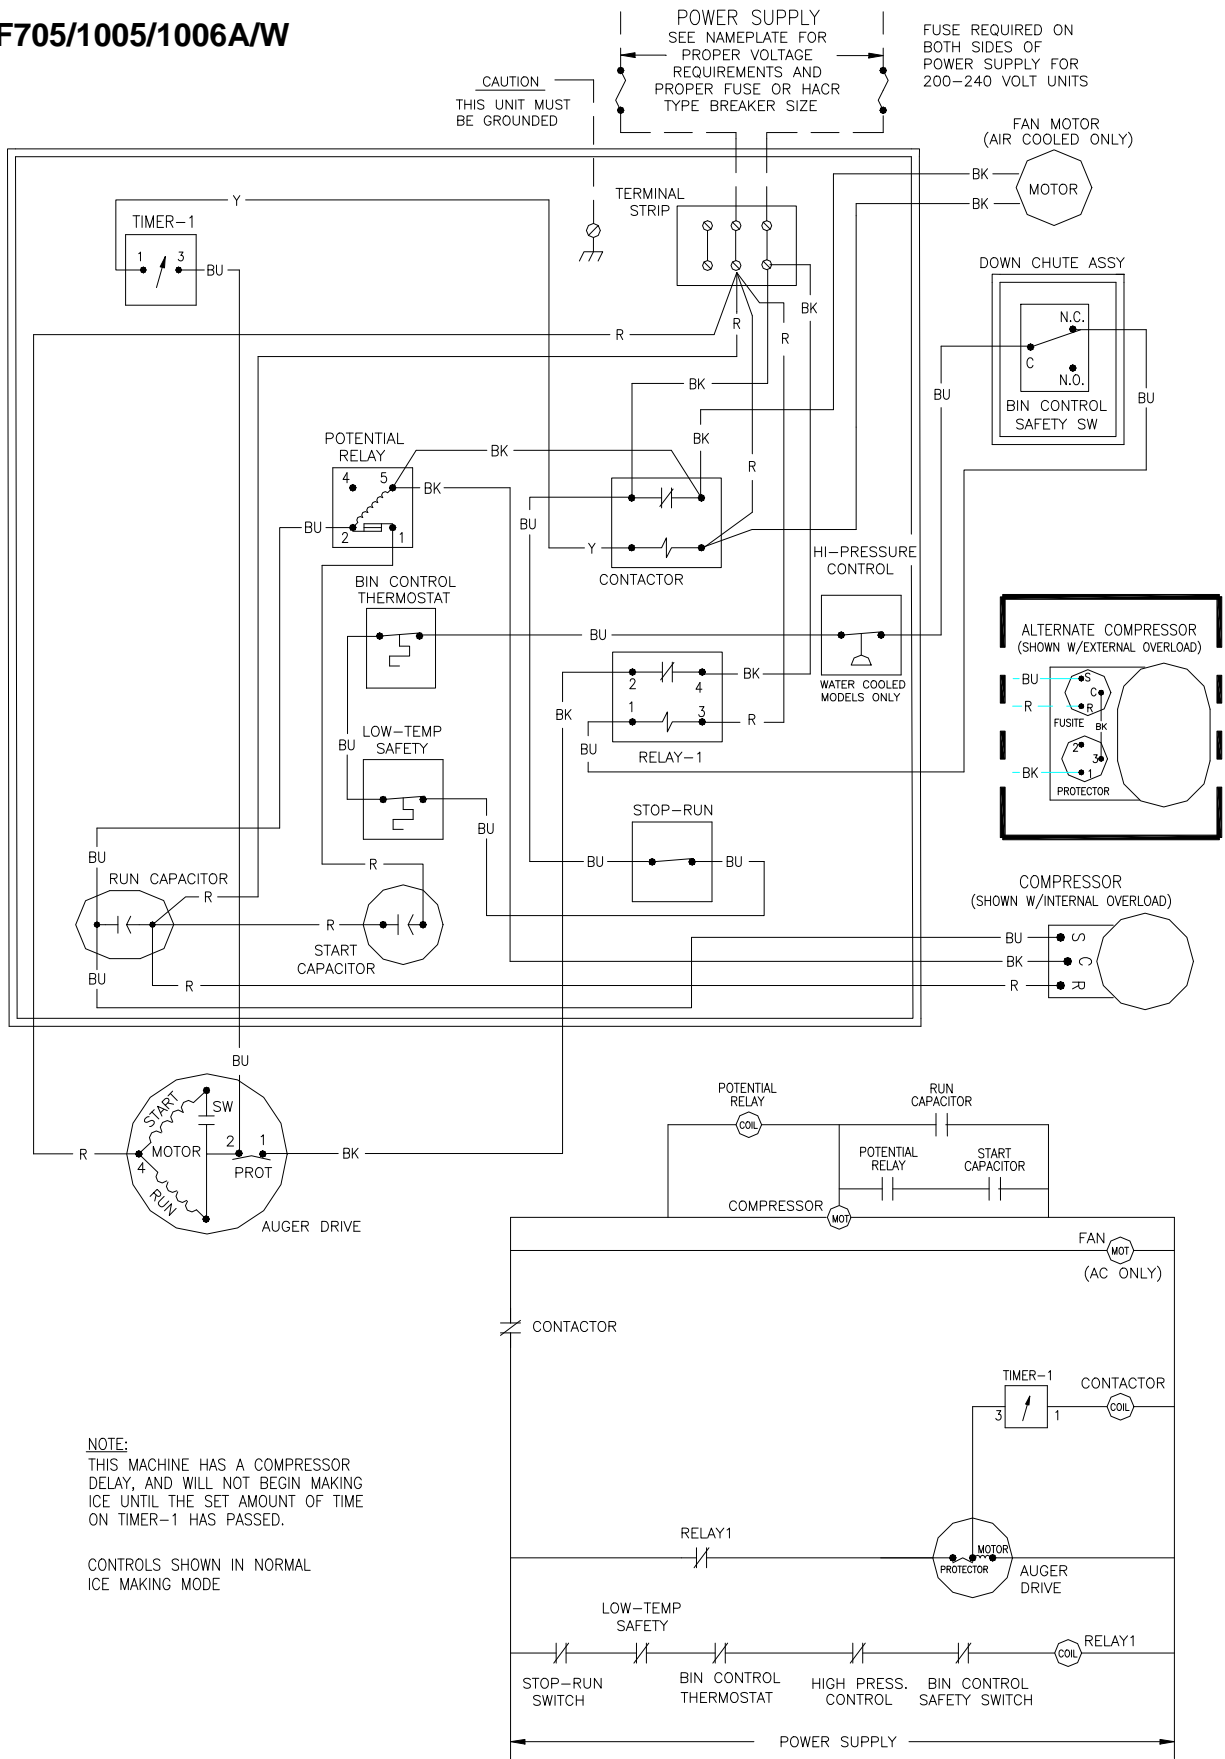 F705/1005/1006A/W
POWER SUPPLY
SEE NAMEPLATE FOR
PROPER VOLTAGE
REQUIREMENTS AND
PROPER FUSE OR HACR
TYPE BREAKER SIZE
FUSE REQUIRED ON
BOTH SIDES OF
POWER SUPPLY FOR
200-240 VOLT UNITS
CAUTION
THIS UNIT MUST
BE GROUNDED
FAN MOTOR
(AIR COOLED ONLY)
MOTOR
BK
BK
TERMINAL
STRIP
Y
TIMER-1
1 3
BU
DOWN CHUTE ASSY
N.C.
C
N.O.
BIN CONTROL
SAFETY SW
BU
BU
BK
R
R
R
BK
BK
R
POTENTIAL
RELAY
4 5
2 1
BK
BK
BU
BU
Y
CONTACTOR
HI-PRESSURE
CONTROL
WATER COOLED
MODELS ONLY
BIN CONTROL
THERMOSTAT
BU
2 4
1 3
BK
R
BK
BU
RELAY-1
LOW-TEMP
SAFETY
BU
BU
ALTERNATE COMPRESSOR
(SHOWN W/EXTERNAL OVERLOAD)
BU
S
C
R
R
FUSITE
BK
2
3
BK
1
PROTECTOR
STOP-RUN
BU
BU
BU
RUN CAPACITOR
R
R
R
START
CAPACITOR
BU
R
COMPRESSOR
(SHOWN W/INTERNAL OVERLOAD)
BU S
BK C
R R
BU
START
SW
MOTOR
2 1
4
PROT
RUN
R
BK
AUGER DRIVE
POTENTIAL
RELAY
COIL
RUN
CAPACITOR
POTENTIAL
RELAY
START
CAPACITOR
COMPRESSOR
MOT
FAN
MOT
(AC ONLY)
CONTACTOR
TIMER-1
3 1
CONTACTOR
COIL
NOTE:
THIS MACHINE HAS A COMPRESSOR
DELAY, AND WILL NOT BEGIN MAKING
ICE UNTIL THE SET AMOUNT OF TIME
ON TIMER-1 HAS PASSED.
CONTROLS SHOWN IN NORMAL
ICE MAKING MODE
RELAY1
MOTOR
PROTECTOR
AUGER
DRIVE
LOW-TEMP
SAFETY
COIL
RELAY1
STOP-RUN
SWITCH
BIN CONTROL
THERMOSTAT
HIGH PRESS.
CONTROL
BIN CONTROL
SAFETY SWITCH
POWER SUPPLY